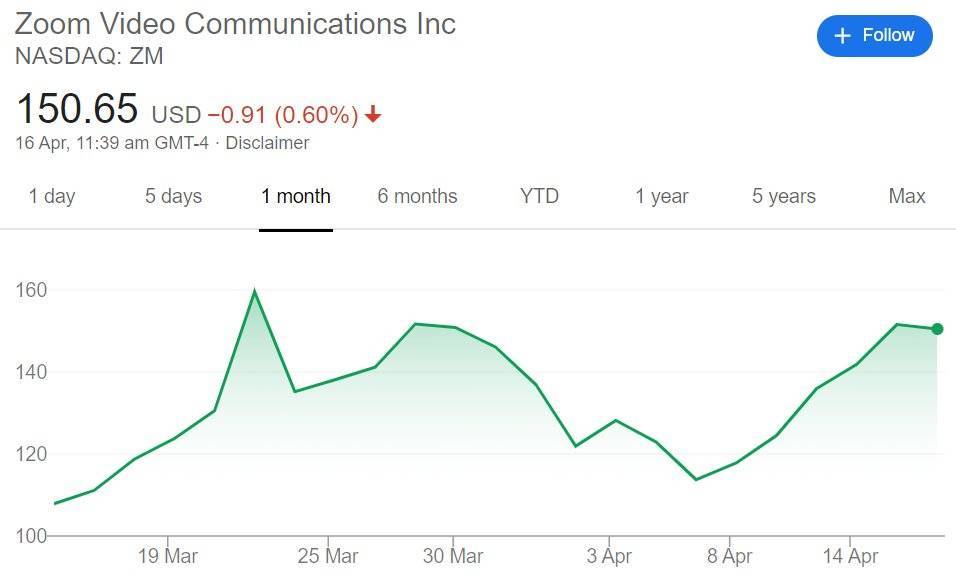 Zoom Video Communications Inc
NASDAQ: ZM
+ Follow
150.65 USD −0.91 (0.60%)
16 Apr, 11:39 am GMT-4 · Disclaimer
1 day 5 days 1 month 6 months YTD 1 year 5 years Max
160
140
120
100
19 Mar 25 Mar 30 Mar 3 Apr 8 Apr 14 Apr